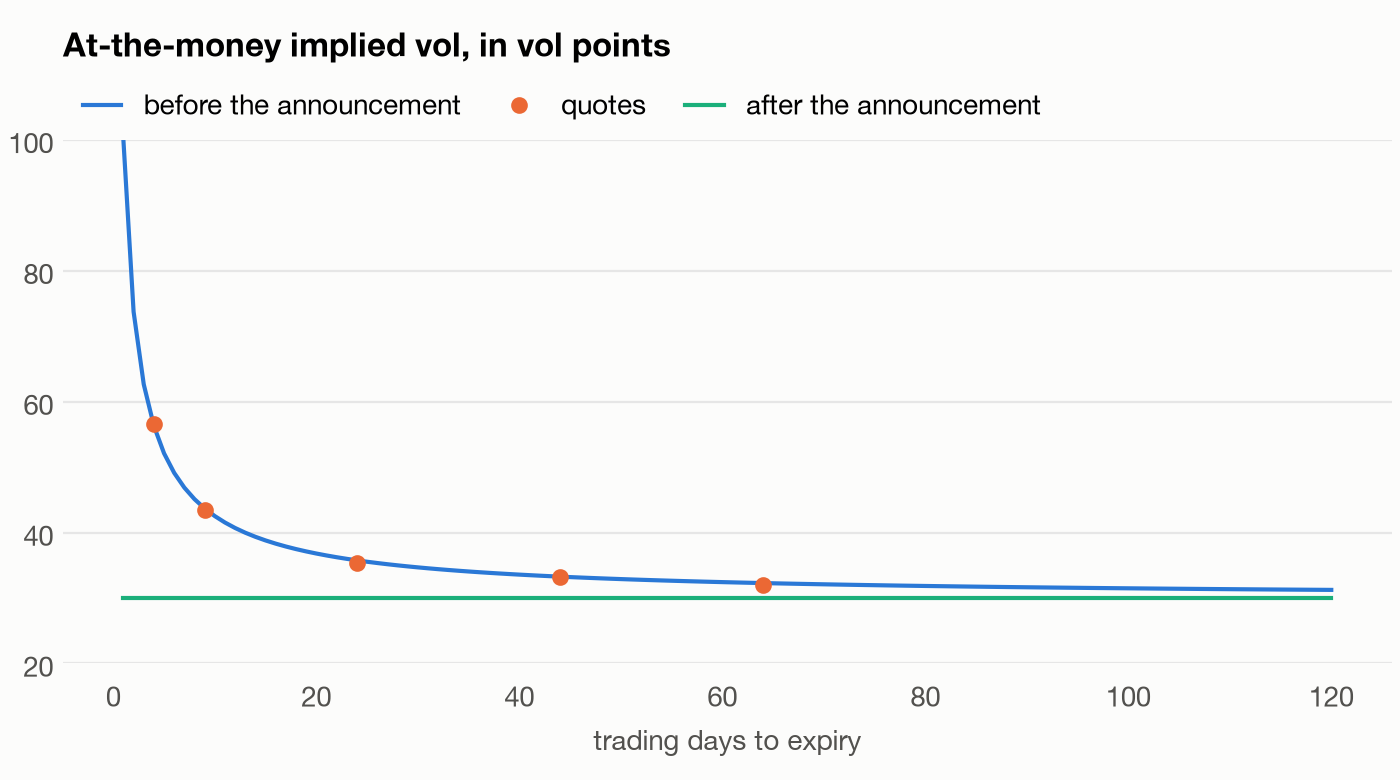 At-the-money implied vol, in vol points
before the announcement quotes after the announcement
100
80
60
40
20
0 20 40 60 80 100 120
trading days to expiry